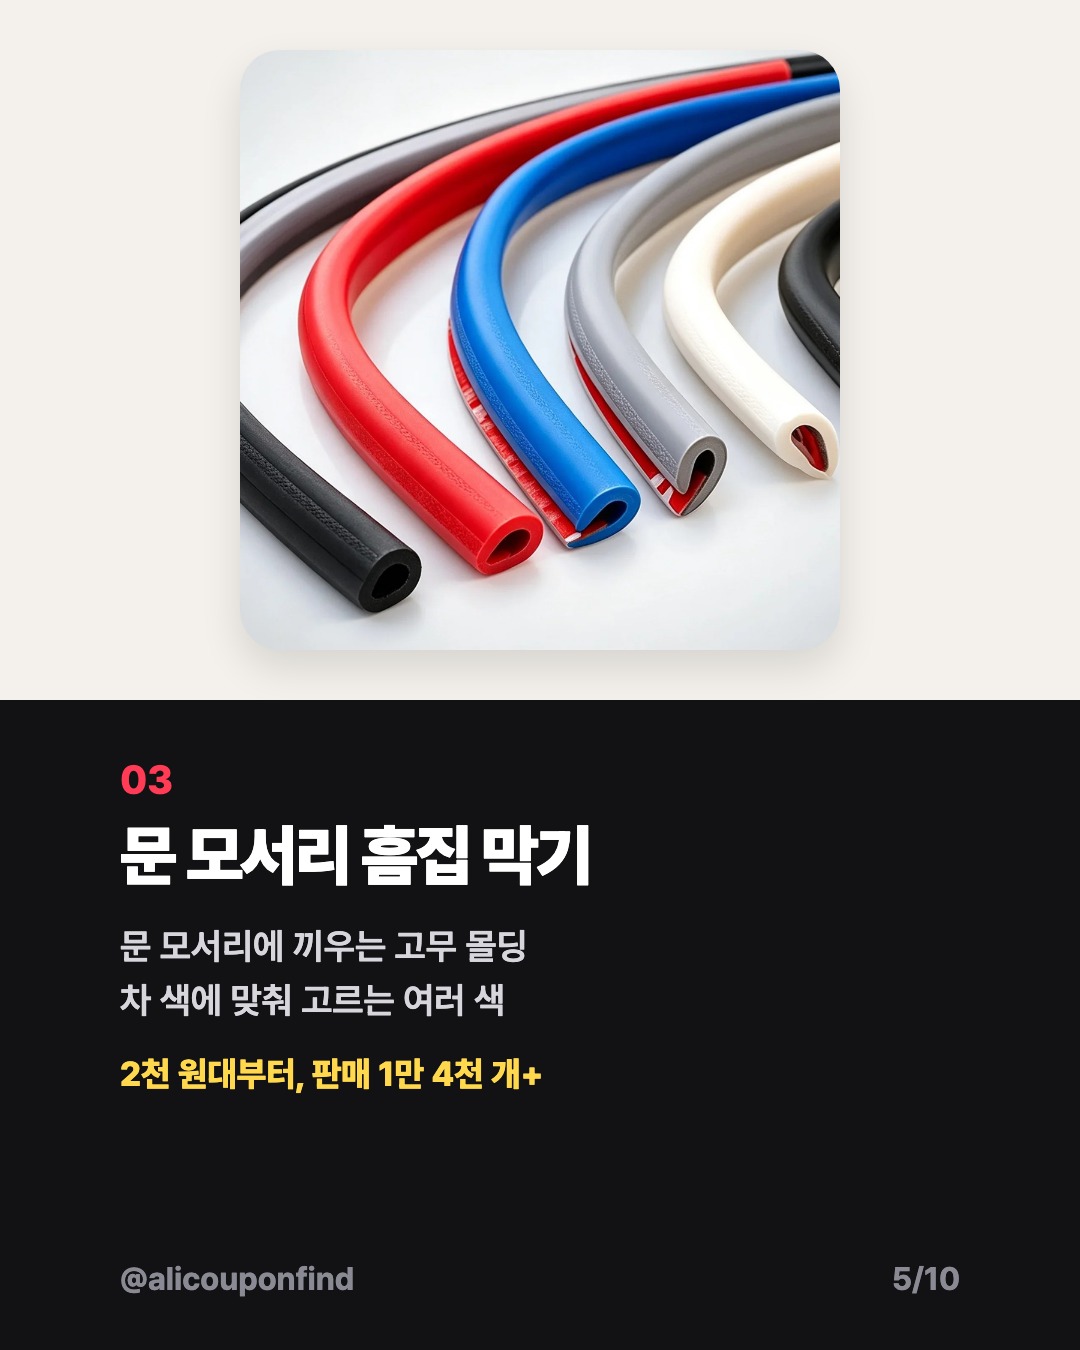 03
문 모서리 흠집 막기
문 모서리에 끼우는 고무 몰딩
차 색에 맞춰 고르는 여러 색
2천 원대부터, 판매 1만 4천 개+
@alicouponfind
5/10